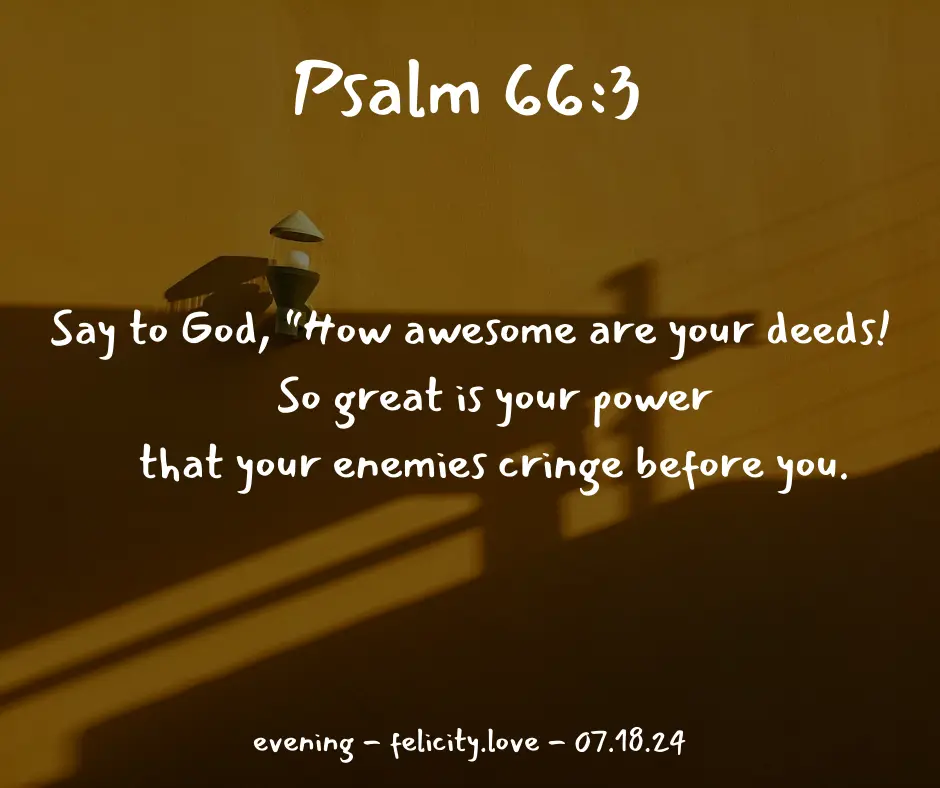 Psalm 66:3
Say to God, "How awesome are your deeds!
So great is your power
that your enemies cringe before you.
evening – felicity.love – 07.18.24